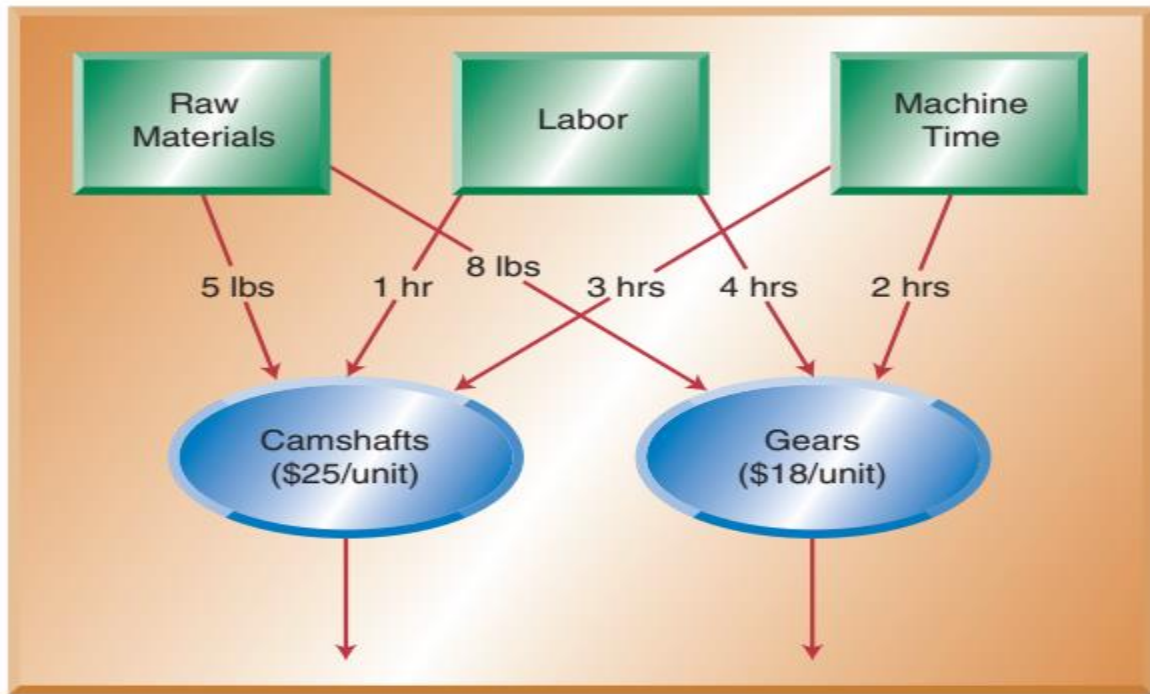 Raw
Materials
Labor
Machine
Time
5 lbs
1 hr
8 lbs
3 hrs
4 hrs
2 hrs
Camshafts
($25/unit)
Gears
($18/unit)